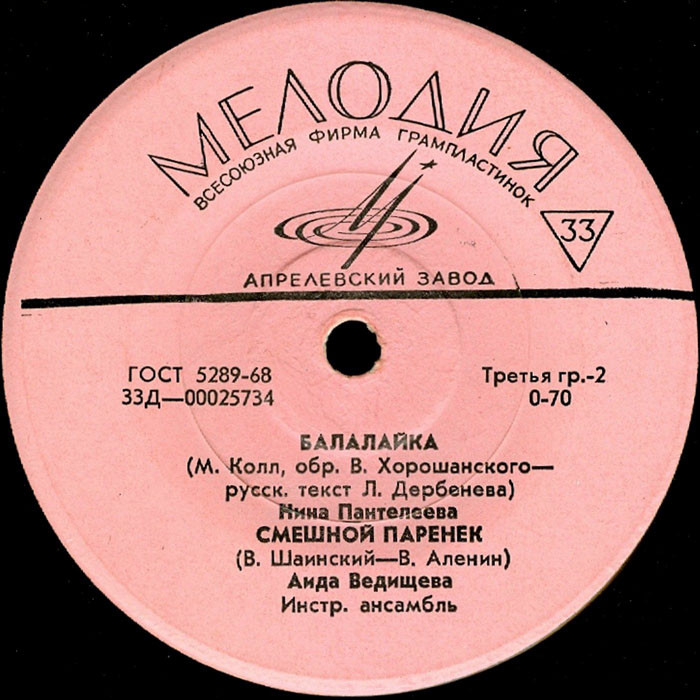 МЕЛОДИЯ
ВСЕСОЮЗНАЯ ФИРМА ГРАМПЛАСТИНОК
33
АПРЕЛЕВСКИЙ ЗАВОД
ГОСТ 5289-68
Третья гр.-2
33Д—00025734
0-70
БАЛАЛАЙКА
(М. Колл, обр. В. Хорошанского—
русск. текст Л. Дербенева)
Нина Пантелеева
СМЕШНОЙ ПАРЕНЕК
(В. Шаинский—В. Аленин)
Аида Ведищева
Инстр. ансамбль